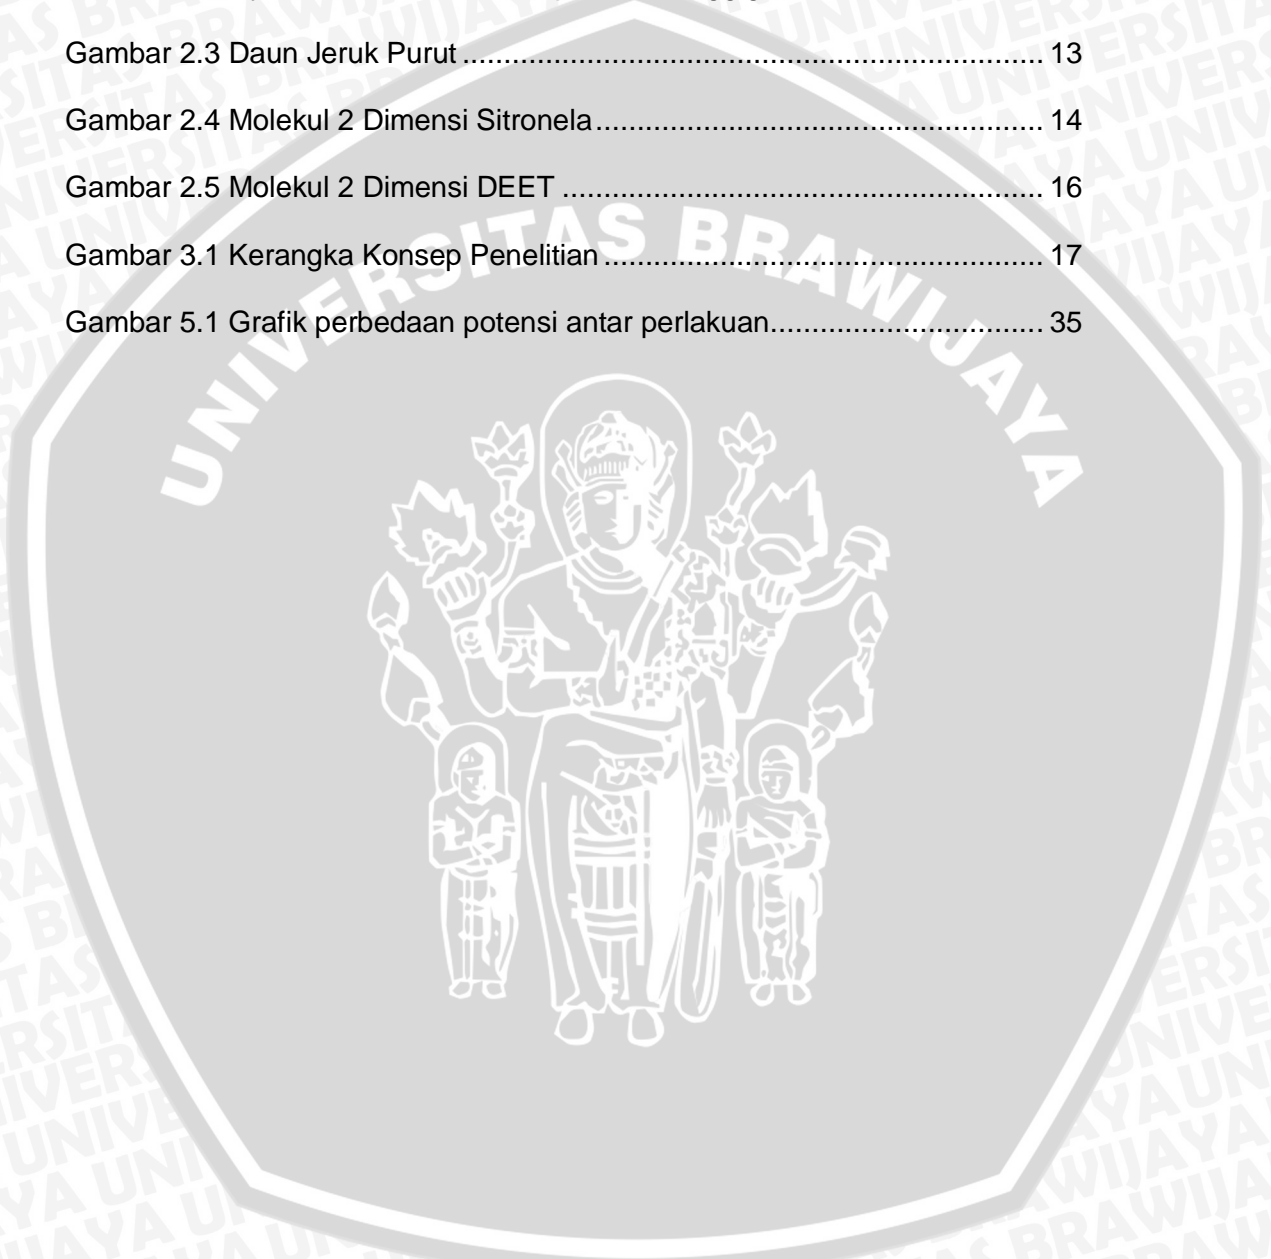 Gambar 2.3 Daun Jeruk Purut ...................................................................... 13
Gambar 2.4 Molekul 2 Dimensi Sitronela...................................................... 14
Gambar 2.5 Molekul 2 Dimensi DEET .......................................................... 16
Gambar 3.1 Kerangka Konsep Penelitian ..................................................... 17
Gambar 5.1 Grafik perbedaan potensi antar perlakuan................................. 35
UNIVERSITAS BRAWIJAYA